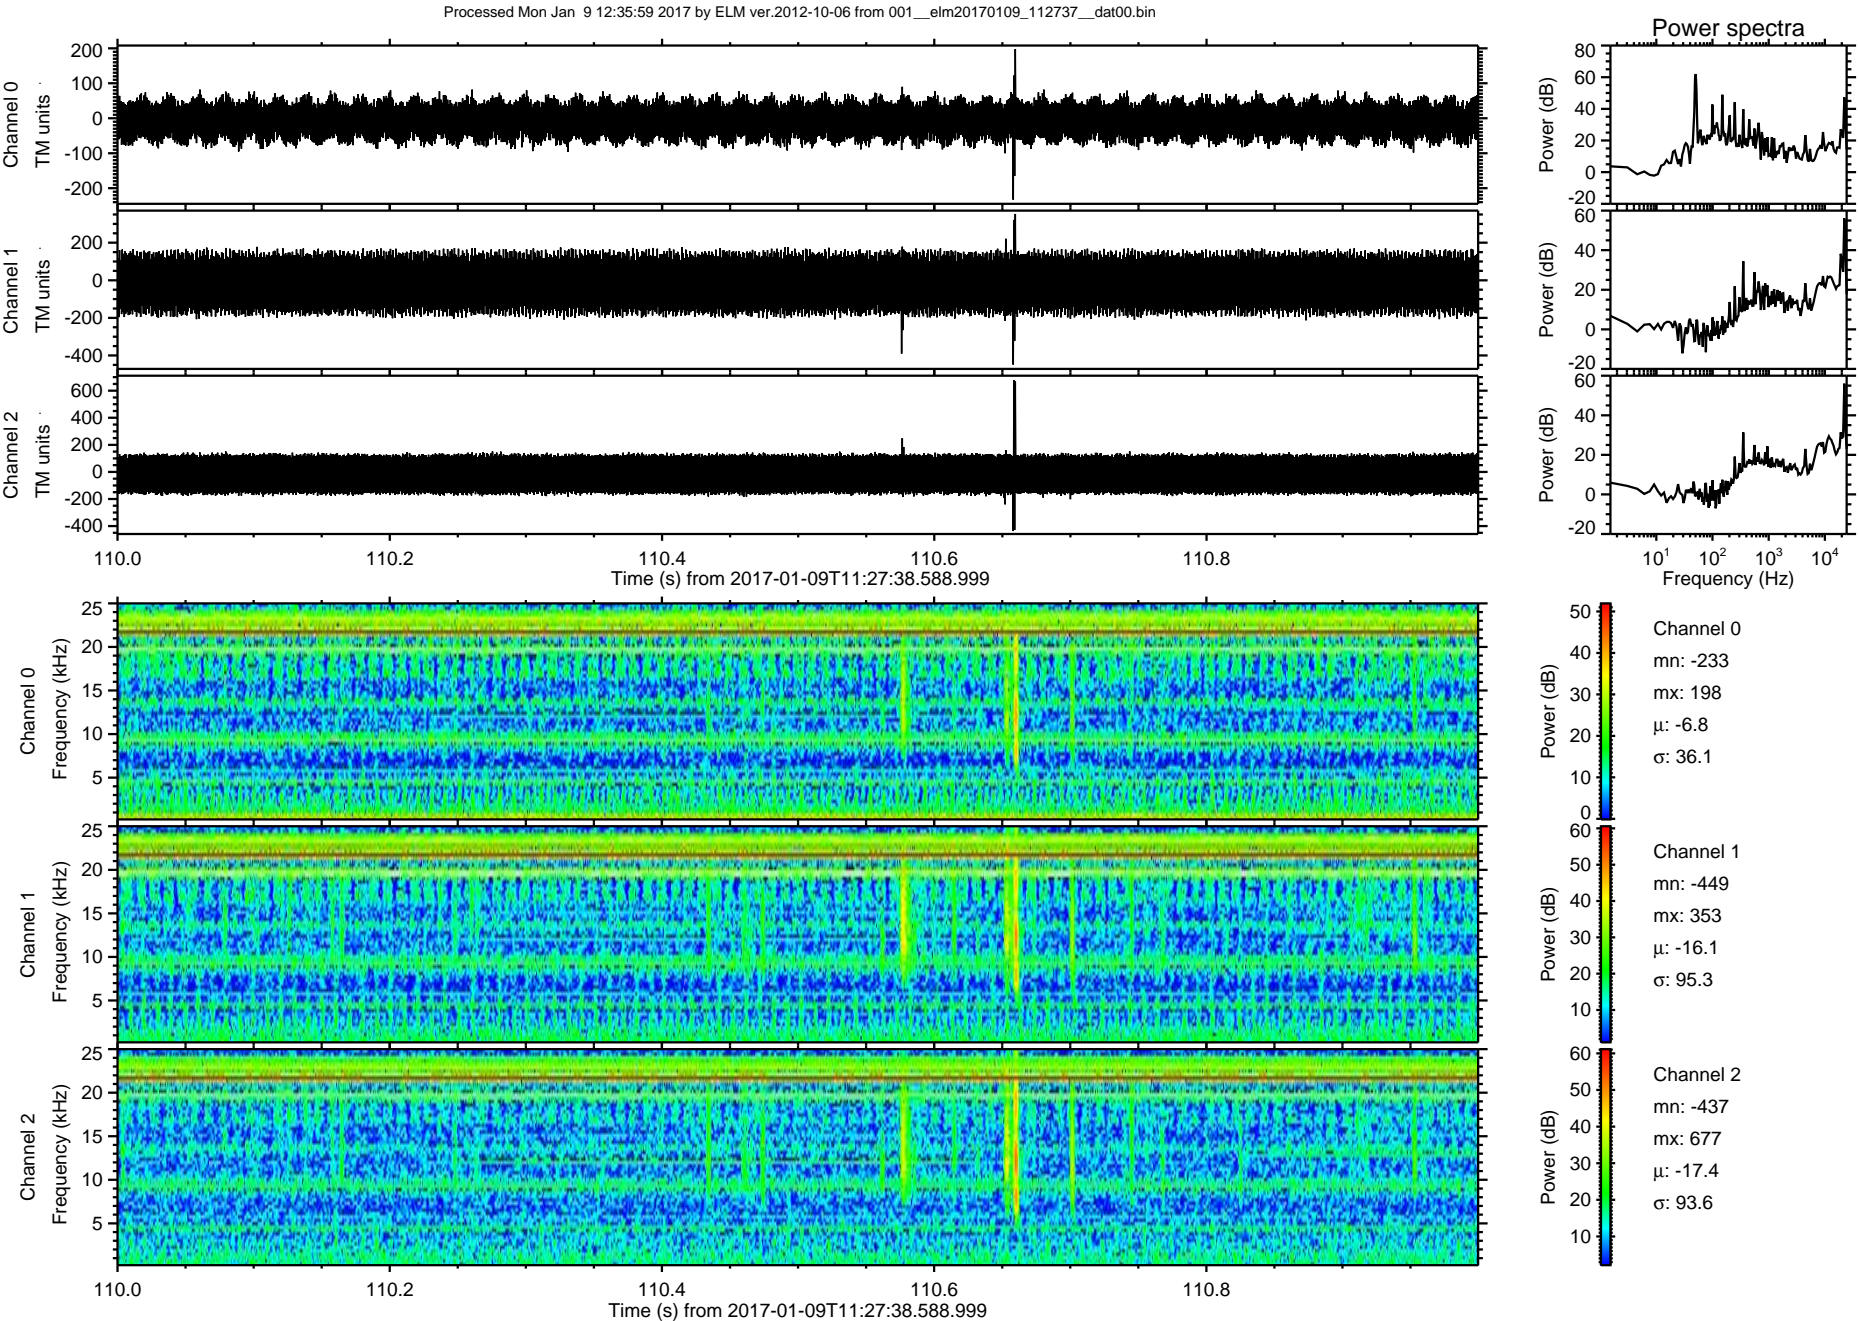 Processed Mon Jan  9 12:35:59 2017 by ELM ver.2012-10-06 from 001__elm20170109_112737__dat00.bin
Power spectra
Channel 0
TM units
200
100
0
-100
-200
Power (dB)
80
60
40
20
0
-20
Channel 1
TM units
200
0
-200
-400
Power (dB)
60
40
20
0
-20
Channel 2
TM units
600
400
200
0
-200
-400
Power (dB)
60
40
20
0
-20
110.0 110.2 110.4 110.6 110.8
Time (s) from 2017-01-09T11:27:38.588.999
10^1 10^2 10^3 10^4
Frequency (Hz)
Channel 0
Frequency (kHz)
25
20
15
10
5
Power (dB)
50
40
30
20
10
0
Channel 0
mn: -233
mx: 198
μ: -6.8
σ: 36.1
Channel 1
Frequency (kHz)
25
20
15
10
5
Power (dB)
60
50
40
30
20
10
Channel 1
mn: -449
mx: 353
μ: -16.1
σ: 95.3
Channel 2
Frequency (kHz)
25
20
15
10
5
Power (dB)
60
50
40
30
20
10
Channel 2
mn: -437
mx: 677
μ: -17.4
σ: 93.6
110.0 110.2 110.4 110.6 110.8
Time (s) from 2017-01-09T11:27:38.588.999